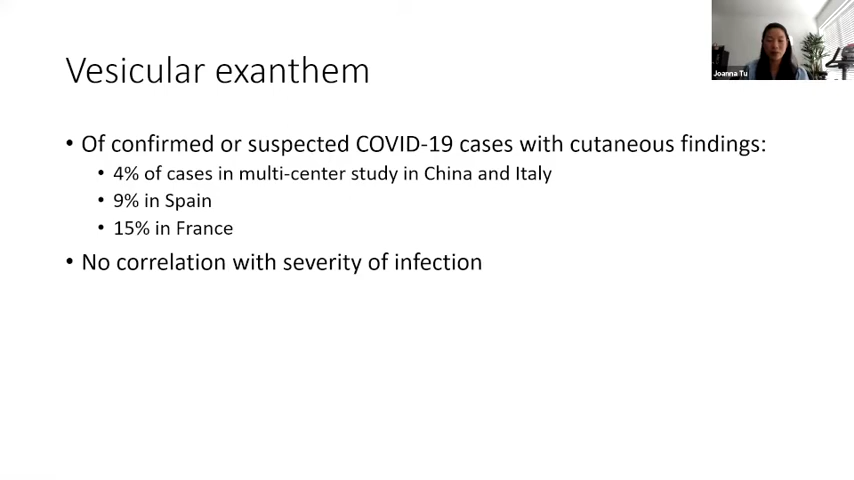 Vesicular exanthem
Joanna Tu
• Of confirmed or suspected COVID-19 cases with cutaneous findings:
• 4% of cases in multi-center study in China and Italy
• 9% in Spain
• 15% in France
• No correlation with severity of infection